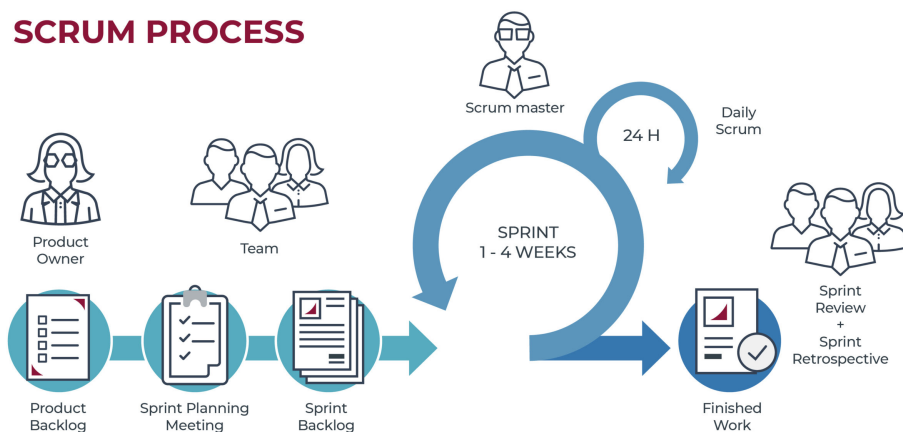 SCRUM PROCESS
Scrum master
24 H
Daily
Scrum
Product
Owner
Team
SPRINT
1 - 4 WEEKS
Sprint
Review
+
Sprint
Retrospective
Product
Backlog
Sprint Planning
Meeting
Sprint
Backlog
Finished
Work